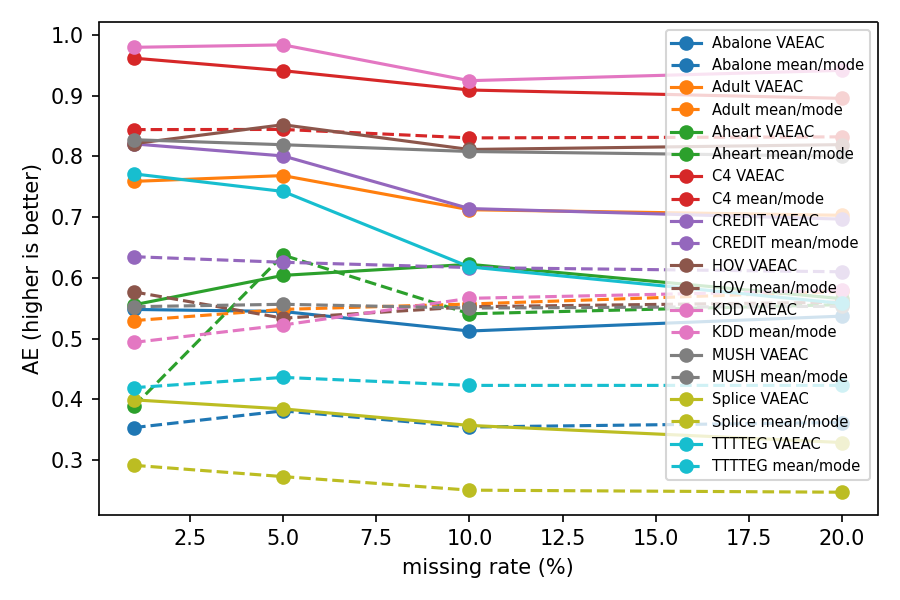 AE (higher is better)
1.0
0.9
0.8
0.7
0.6
0.5
0.4
0.3
2.5
5.0
7.5
10.0
12.5
15.0
17.5
20.0
missing rate (%)
Abalone VAEAC
Abalone mean/mode
Adult VAEAC
Adult mean/mode
Aheart VAEAC
Aheart mean/mode
C4 VAEAC
C4 mean/mode
CREDIT VAEAC
CREDIT mean/mode
HOV VAEAC
HOV mean/mode
KDD VAEAC
KDD mean/mode
MUSH VAEAC
MUSH mean/mode
Splice VAEAC
Splice mean/mode
TTTTEG VAEAC
TTTTEG mean/mode